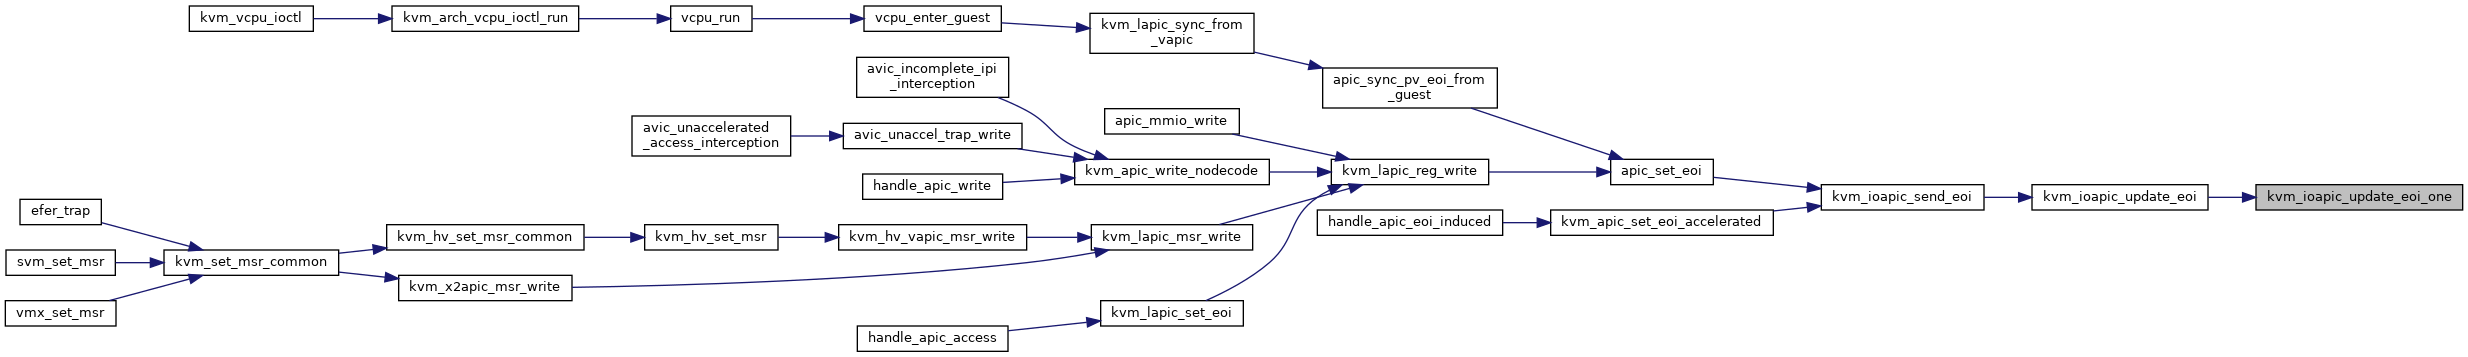 kvm_vcpu_ioctl
kvm_arch_vcpu_ioctl_run
vcpu_run
vcpu_enter_guest
kvm_lapic_sync_from
_vapic
avic_incomplete_ipi
_interception
apic_sync_pv_eoi_from
_guest
avic_unaccelerated
_access_interception
avic_unaccel_trap_write
apic_mmio_write
handle_apic_write
kvm_apic_write_nodecode
kvm_lapic_reg_write
apic_set_eoi
kvm_ioapic_send_eoi
kvm_ioapic_update_eoi
kvm_ioapic_update_eoi_one
efer_trap
svm_set_msr
vmx_set_msr
kvm_set_msr_common
kvm_hv_set_msr_common
kvm_hv_set_msr
kvm_hv_vapic_msr_write
kvm_lapic_msr_write
handle_apic_eoi_induced
kvm_apic_set_eoi_accelerated
kvm_x2apic_msr_write
kvm_lapic_set_eoi
handle_apic_access